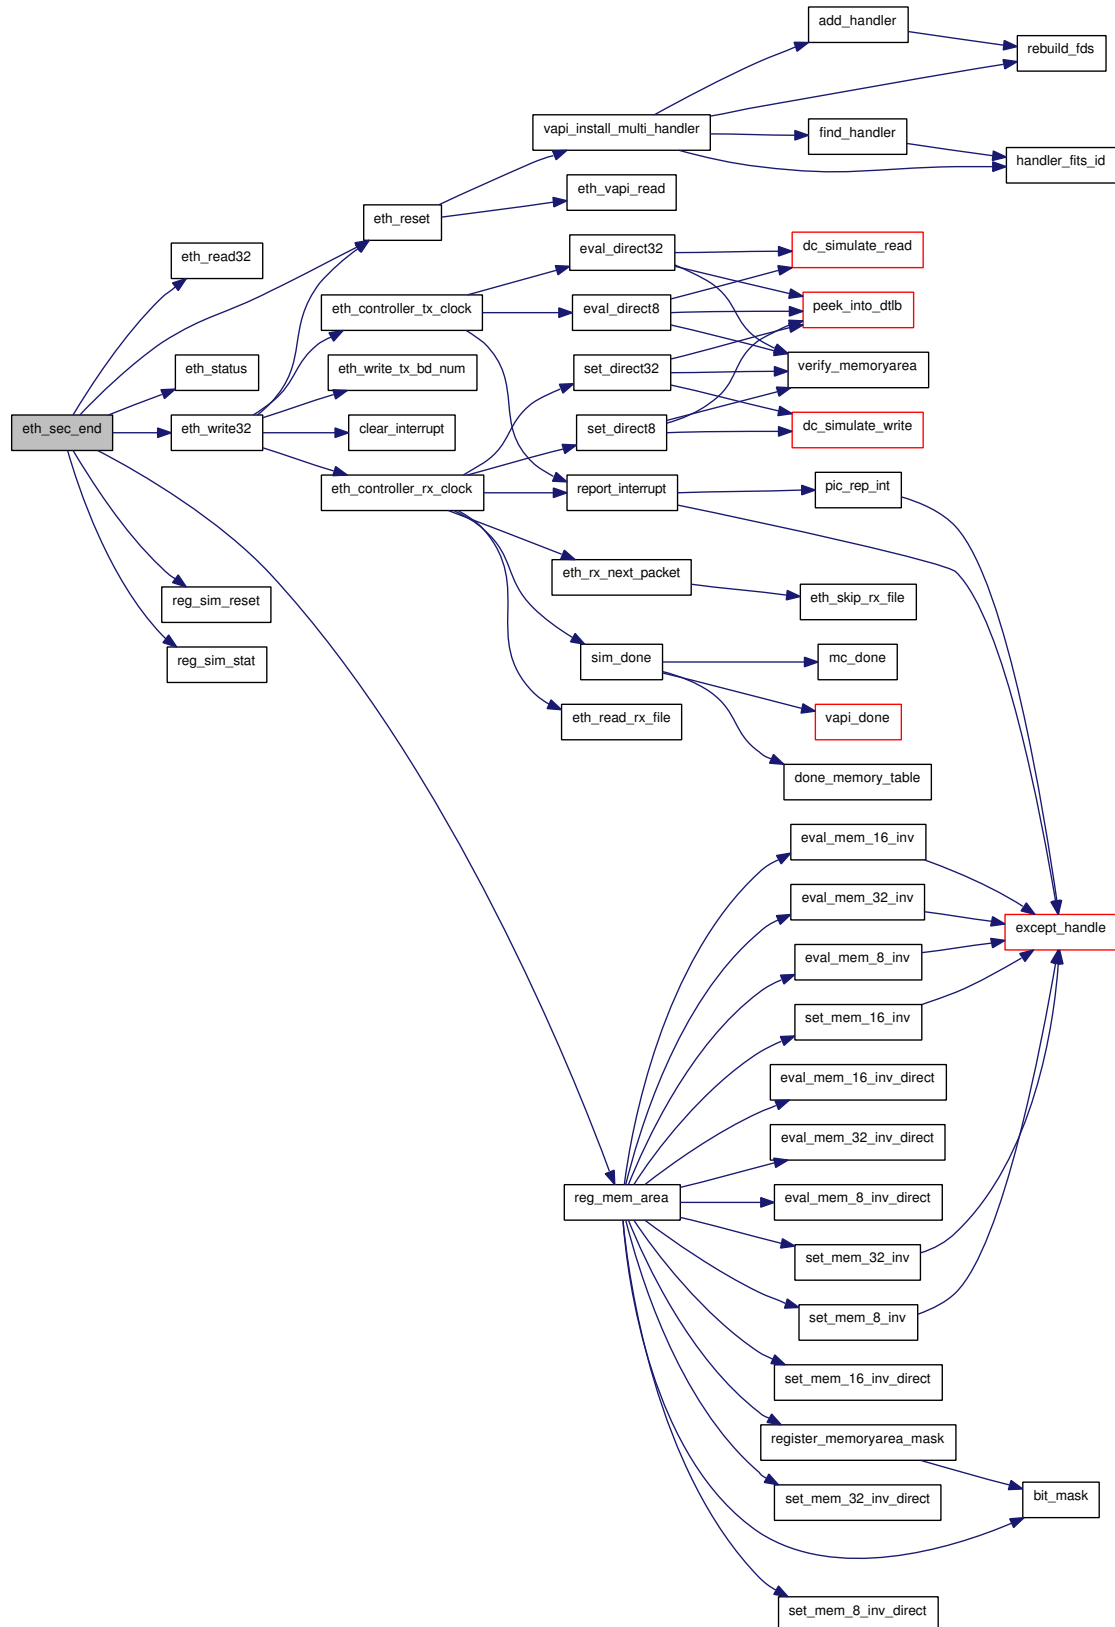 add_handler
rebuild_fds
vapi_install_multi_handler
find_handler
handler_fits_id
eth_vapi_read
eth_reset
eth_read32
eval_direct32
dc_simulate_read
eth_controller_tx_clock
eval_direct8
peek_into_dtlb
eth_status
eth_write_tx_bd_num
set_direct32
verify_memoryarea
eth_sec_end
eth_write32
clear_interrupt
set_direct8
dc_simulate_write
eth_controller_rx_clock
report_interrupt
pic_rep_int
eth_rx_next_packet
eth_skip_rx_file
reg_sim_reset
reg_sim_stat
sim_done
mc_done
eth_read_rx_file
vapi_done
done_memory_table
eval_mem_16_inv
eval_mem_32_inv
except_handle
eval_mem_8_inv
set_mem_16_inv
eval_mem_16_inv_direct
eval_mem_32_inv_direct
reg_mem_area
eval_mem_8_inv_direct
set_mem_32_inv
set_mem_8_inv
set_mem_16_inv_direct
register_memoryarea_mask
set_mem_32_inv_direct
bit_mask
set_mem_8_inv_direct